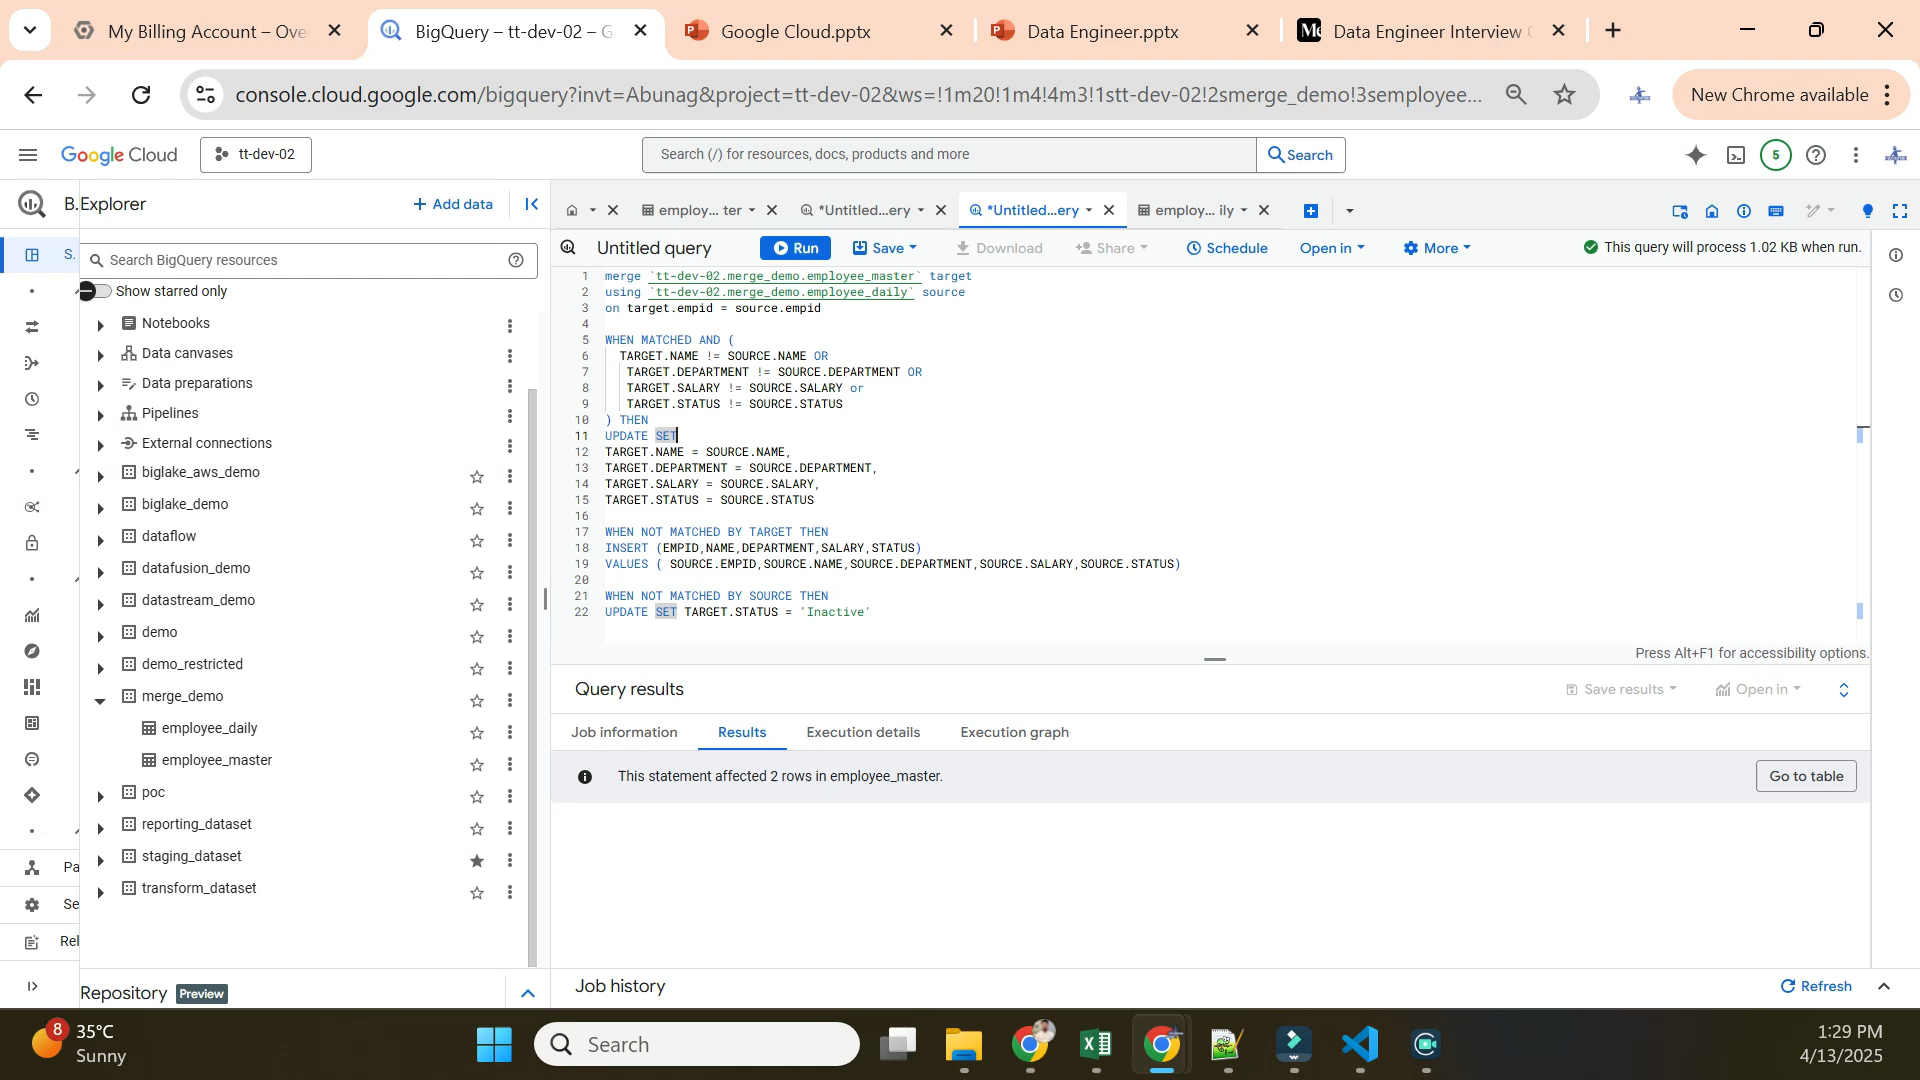 My Billing Account – Ove
BigQuery – tt-dev-02 – G
Google Cloud.pptx
Data Engineer.pptx
Data Engineer Interview
console.cloud.google.com/bigquery?invt=Abunag&project=tt-dev-02&ws=!1m20!1m4!4m3!1stt-dev-02!2smerge_demo!3semployee...
New Chrome available
Google Cloud
tt-dev-02
Search (/) for resources, docs, products and more
Search
5
B.
Explorer
+ Add data
employ... ter
*Untitled...ery
*Untitled...ery
employ... ily
S.
Search BigQuery resources
Untitled query
Run
Save
Download
Share
Schedule
Open in
More
This query will process 1.02 KB when run.
Show starred only
Notebooks
Data canvases
Data preparations
Pipelines
External connections
biglake_aws_demo
biglake_demo
dataflow
datafusion_demo
datastream_demo
demo
demo_restricted
merge_demo
employee_daily
employee_master
poc
reporting_dataset
staging_dataset
transform_dataset
Pa
Se
Rel
Repository Preview
1 merge `tt-dev-02.merge_demo.employee_master` target
2 using `tt-dev-02.merge_demo.employee_daily` source
3 on target.empid = source.empid
4
5 WHEN MATCHED AND (
6 TARGET.NAME != SOURCE.NAME OR
7 TARGET.DEPARTMENT != SOURCE.DEPARTMENT OR
8 TARGET.SALARY != SOURCE.SALARY or
9 TARGET.STATUS != SOURCE.STATUS
10 ) THEN
11 UPDATE SET
12 TARGET.NAME = SOURCE.NAME,
13 TARGET.DEPARTMENT = SOURCE.DEPARTMENT,
14 TARGET.SALARY = SOURCE.SALARY,
15 TARGET.STATUS = SOURCE.STATUS
16
17 WHEN NOT MATCHED BY TARGET THEN
18 INSERT (EMPID,NAME,DEPARTMENT,SALARY,STATUS)
19 VALUES ( SOURCE.EMPID,SOURCE.NAME,SOURCE.DEPARTMENT,SOURCE.SALARY,SOURCE.STATUS)
20
21 WHEN NOT MATCHED BY SOURCE THEN
22 UPDATE SET TARGET.STATUS = 'Inactive'
Press Alt+F1 for accessibility options.
Query results
Save results
Open in
Job information
Results
Execution details
Execution graph
This statement affected 2 rows in employee_master.
Go to table
Job history
Refresh
8
35°C
Sunny
Search
1:29 PM
4/13/2025